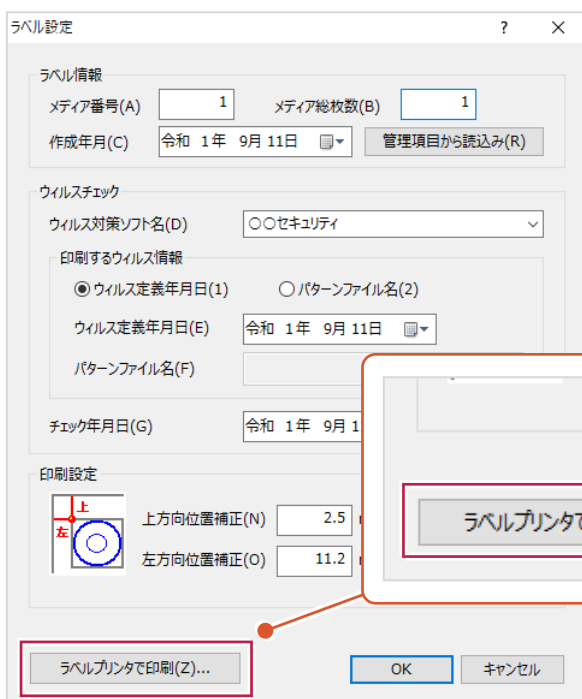 ラベル設定
ラベル情報
メディア番号(A) 1 メディア総枚数(B) 1
作成年月(C) 令和 1年 9月 11日 管理項目から読込み(R)
ウィルスチェック
ウィルス対策ソフト名(D) 〇〇セキュリティ
印刷するウィルス情報
ウィルス定義年月日(1) パターンファイル名(2)
ウィルス定義年月日(E) 令和 1年 9月 11日
パターンファイル名(F)
チェック年月日(G) 令和 1年 9月 1
印刷設定
上
左
上方向位置補正(N) 2.5
左方向位置補正(O) 11.2
ラベルプリンタで
ラベルプリンタで印刷(Z)...
OK キャンセル